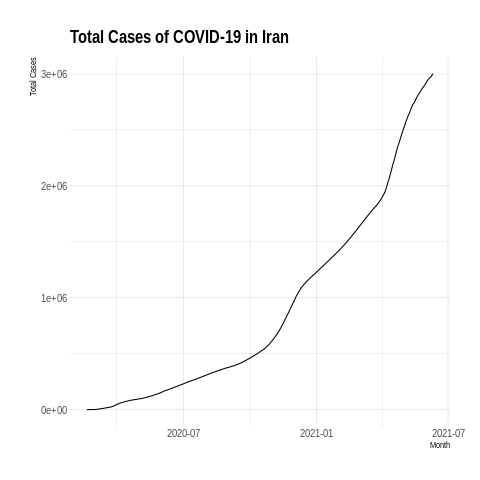 Total Cases of COVID-19 in Iran
Total Cases
3e+06
2e+06
1e+06
0e+00
2020-07 2021-01 2021-07
Month